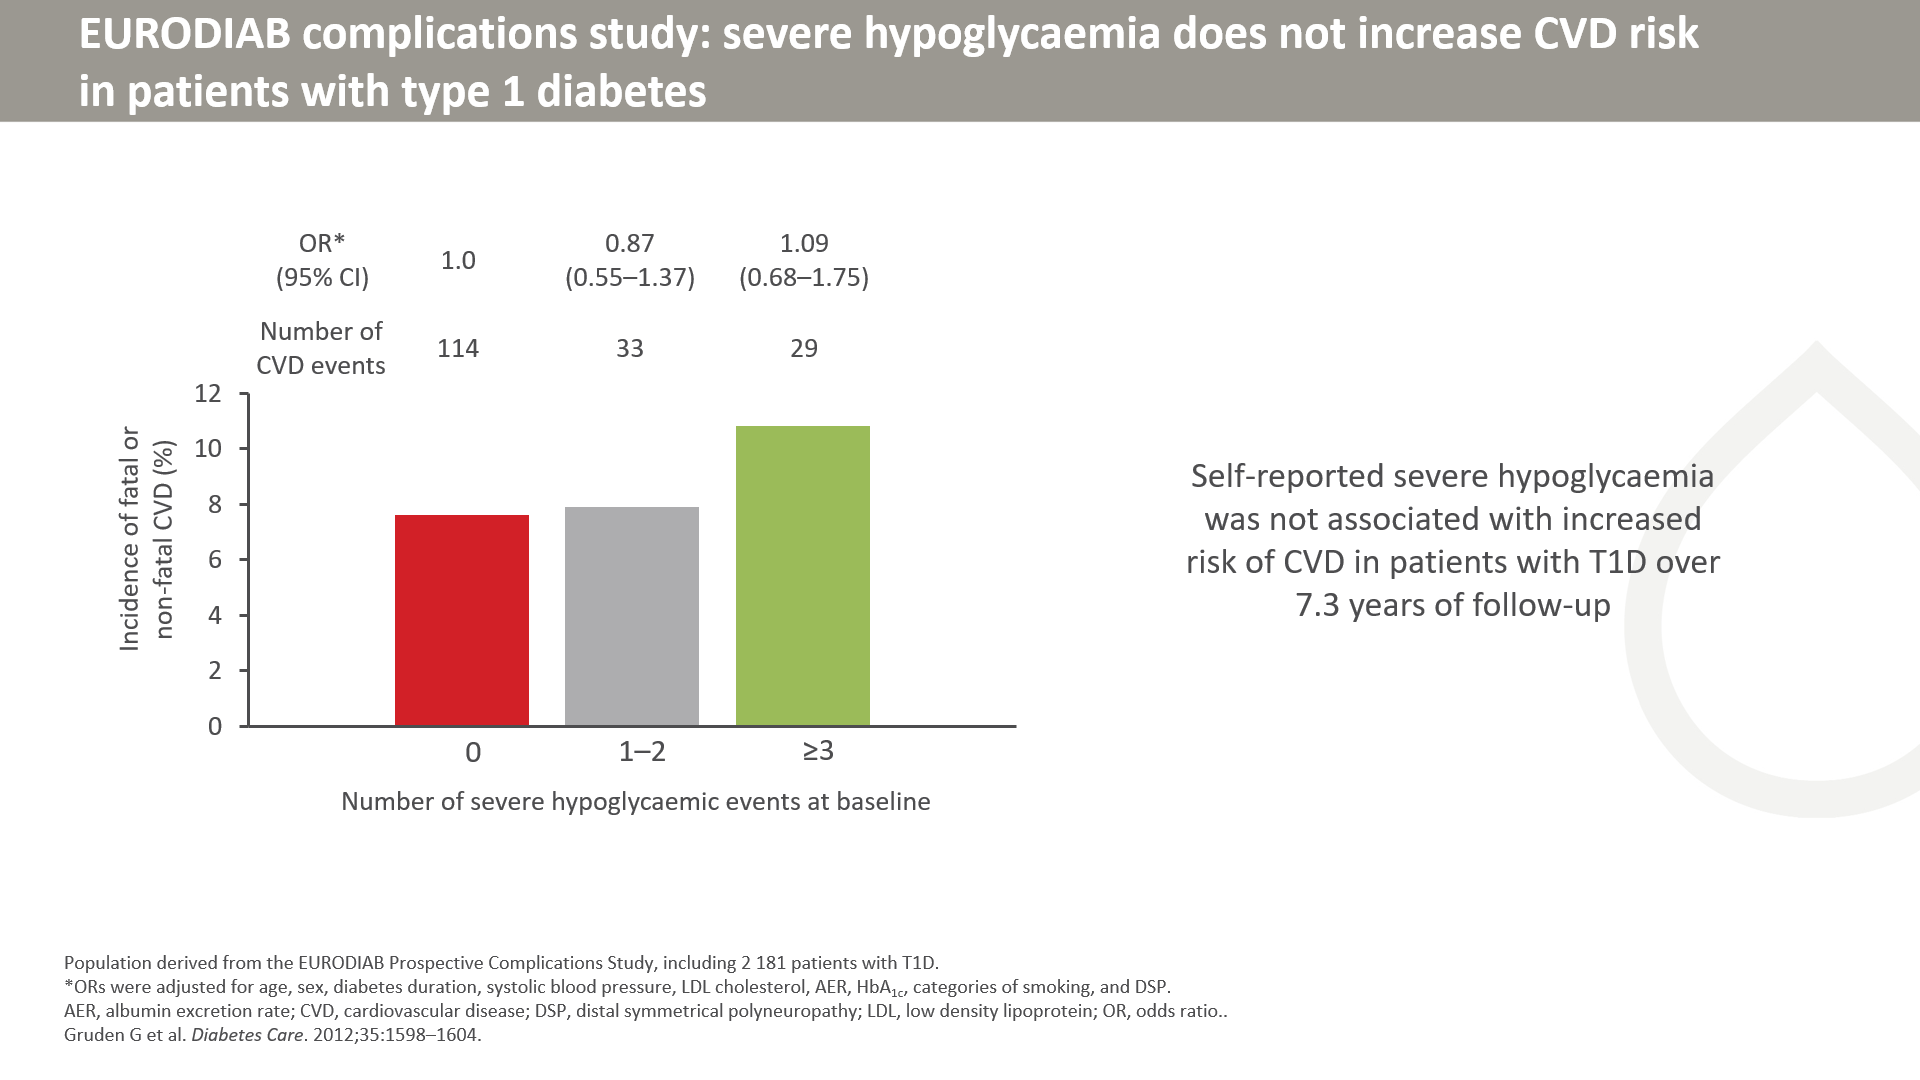 EURODIAB complications study: severe hypoglycaemia does not increase CVD risk
in patients with type 1 diabetes
OR*
(95% CI)
1.0
0.87
(0.55–1.37)
1.09
(0.68–1.75)
Number of
CVD events
114
33
29
Incidence of fatal or
non-fatal CVD (%)
12
10
8
6
4
2
0
0
1–2
≥3
Number of severe hypoglycaemic events at baseline
Self-reported severe hypoglycaemia
was not associated with increased
risk of CVD in patients with T1D over
7.3 years of follow-up
Population derived from the EURODIAB Prospective Complications Study, including 2 181 patients with T1D.
*ORs were adjusted for age, sex, diabetes duration, systolic blood pressure, LDL cholesterol, AER, HbA1c, categories of smoking, and DSP.
AER, albumin excretion rate; CVD, cardiovascular disease; DSP, distal symmetrical polyneuropathy; LDL, low density lipoprotein; OR, odds ratio..
Gruden G et al. Diabetes Care. 2012;35:1598–1604.